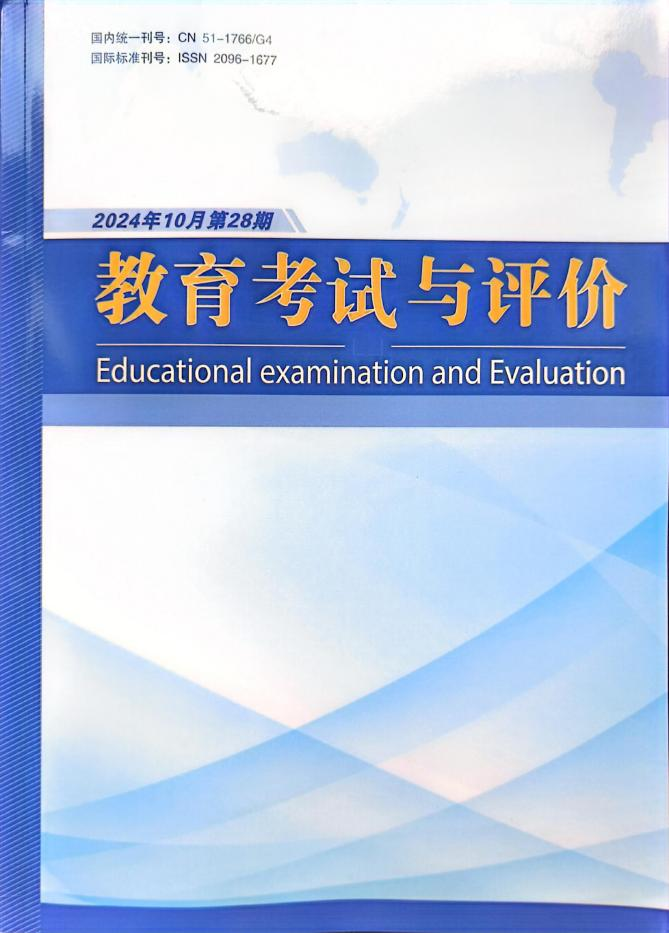 国内统一刊号：CN 51-1766/G4
国际标准刊号：ISSN 2096-1677
2024年10月第28期
教育考试与评价
Educational examination and Evaluation